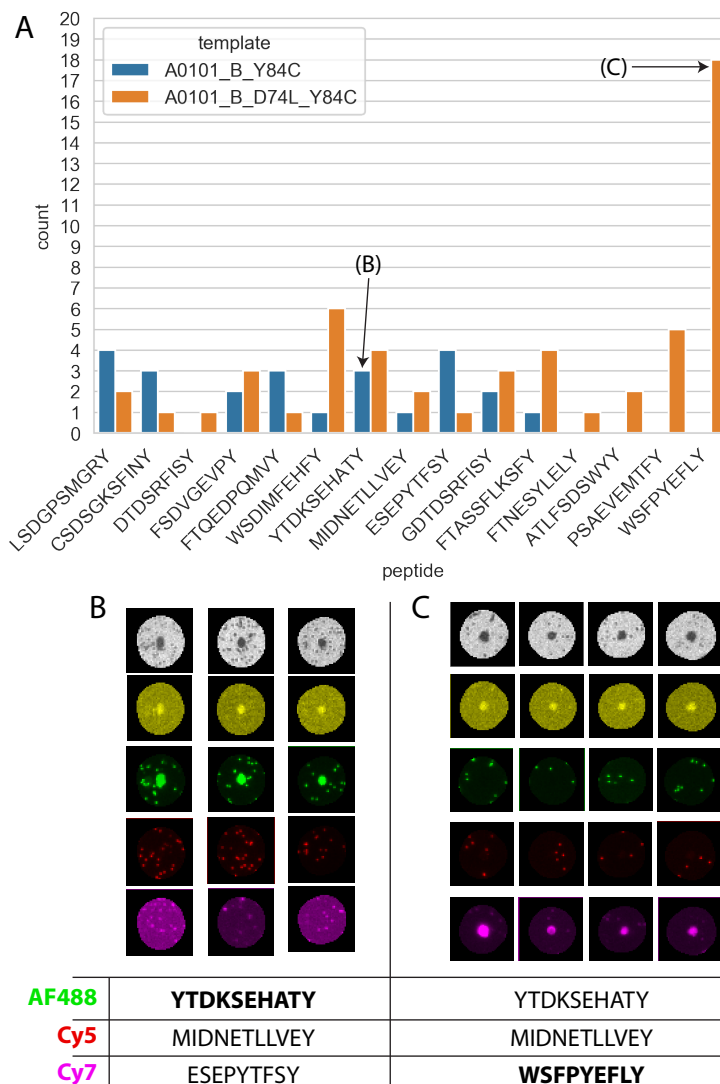 A
20
19
18
17
16
15
14
13
12
11
10
9
8
7
6
5
4
3
2
1
0
count
template
A0101_B_Y84C
A0101_B_D74L_Y84C
(C)
(B)
LSDGPSMGRY
CSDSGKSFINY
DTDSRFISY
FSDVGEVPY
FTQEDPQMVY
WSDIMFEHFY
YTDKSEHATY
MIDNETLLVEY
ESEPYTFSY
GDTDSRFISY
FTASSFLKSFY
FTNESYLELY
ATLFSDSWYY
PSAEVEMTFY
WSFPYEFLY
peptide
B
C
AF488 YTDKSEHATY YTDKSEHATY
Cy5 MIDNETLLVEY MIDNETLLVEY
Cy7 ESEPYTFSY WSFPYEFLY